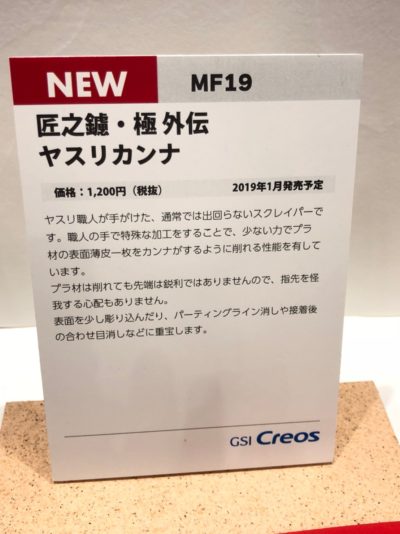 NEW MF19
匠之鑢・極 外伝
ヤスリカンナ
価格：1,200円（税抜） 2019年1月発売予定
ヤスリ職人が手がけた、通常では出回らないスクレイパーで
す。職人の手で特殊な加工をすることで、少ない力でプラ
材の表面薄皮一枚をカンナがするように削れる性能を有して
います。
プラ材は削れても先端は鋭利ではありませんので、指先を怪
我する心配もありません。
表面を少し彫り込んだり、パーティングライン消しや接着後
の合わせ目消しなどに重宝します。
GSI Creos